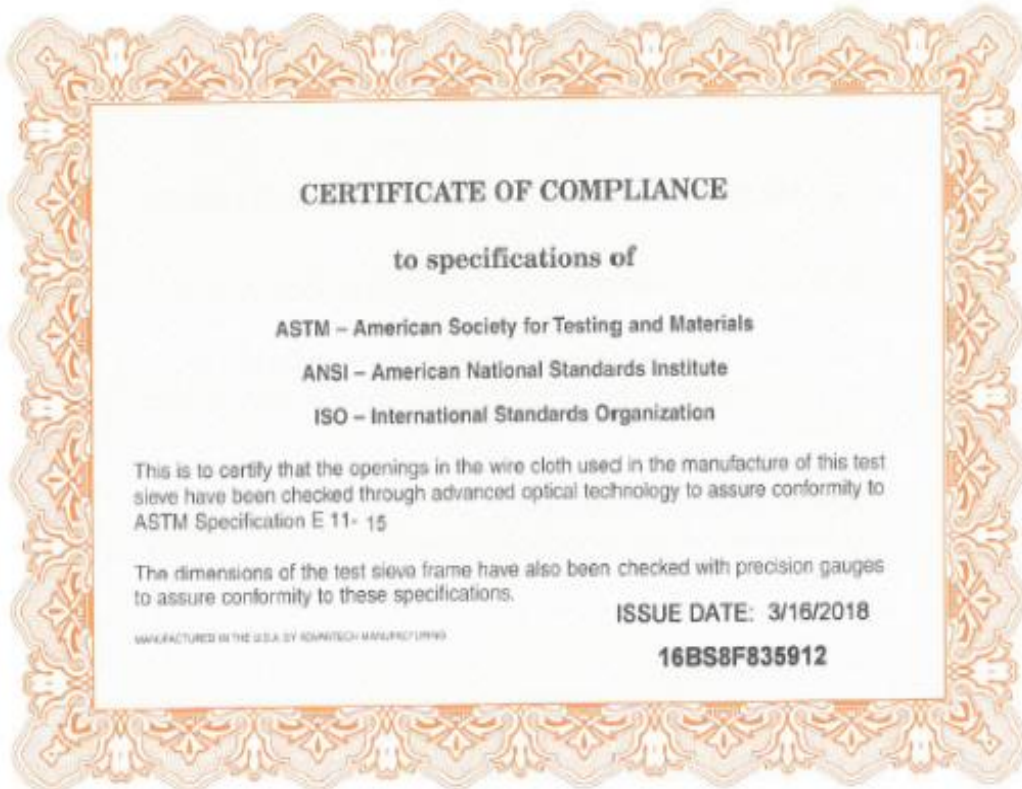 CERTIFICATE OF COMPLIANCE
to specifications of
ASTM – American Society for Testing and Materials
ANSI – American National Standards Institute
ISO – International Standards Organization
This is to certify that the openings in the wire cloth used in the manufacture of this test
sieve have been checked through advanced optical technology to assure conformity to
ASTM Specification E 11- 15
The dimensions of the test sieve frame have also been checked with precision gauges
to assure conformity to these specifications.
ISSUE DATE: 3/16/2018
MANUFACTURED IN THE U.S.A. BY ADVANTECH MANUFACTURING
16BS8F835912